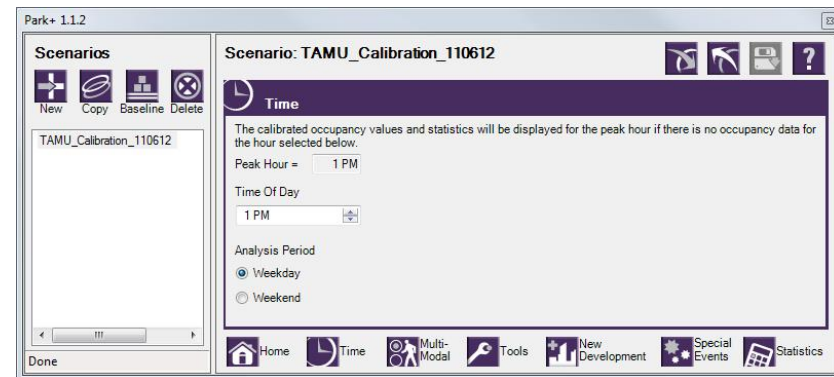 Park+ 1.1.2
Scenarios
New Copy Baseline Delete
TAMU_Calibration_110612
Done
Scenario: TAMU_Calibration_110612
?
Time
The calibrated occupancy values and statistics will be displayed for the peak hour if there is no occupancy data for
the hour selected below.
Peak Hour = 1 PM
Time Of Day
1 PM
Analysis Period
Weekday
Weekend
Home Time Multi-Modal Tools New Development Special Events Statistics